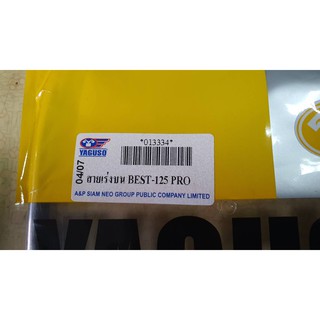 YAGUSO
*013334*
04/07
สายเร่งบน BEST-125 PRO
A&P SIAM NEO GROUP PUBLIC COMPANY LIMITED
YAGUSO